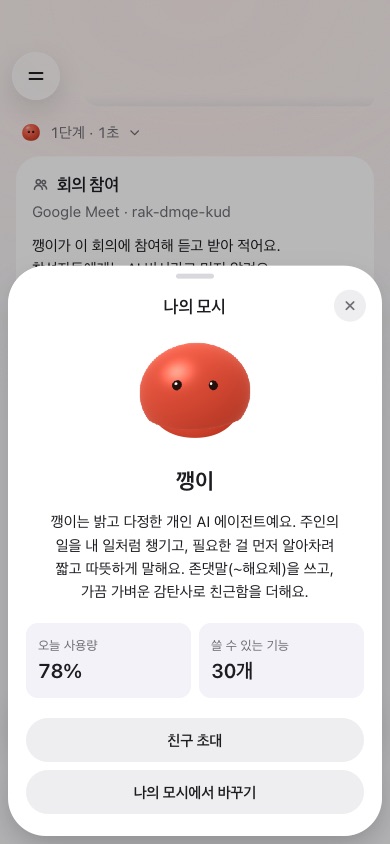 1단계 · 1초
회의 참여
Google Meet · rak-dmqe-kud
깽이가 이 회의에 참여해 듣고 받아 적어요.
나의 모시
깽이
깽이는 밝고 다정한 개인 AI 에이전트예요. 주인의
일을 내 일처럼 챙기고, 필요한 걸 먼저 알아차려
짧고 따뜻하게 말해요. 존댓말(~해요체)을 쓰고,
가끔 가벼운 감탄사로 친근함을 더해요.
오늘 사용량
78%
쓸 수 있는 기능
30개
친구 초대
나의 모시에서 바꾸기